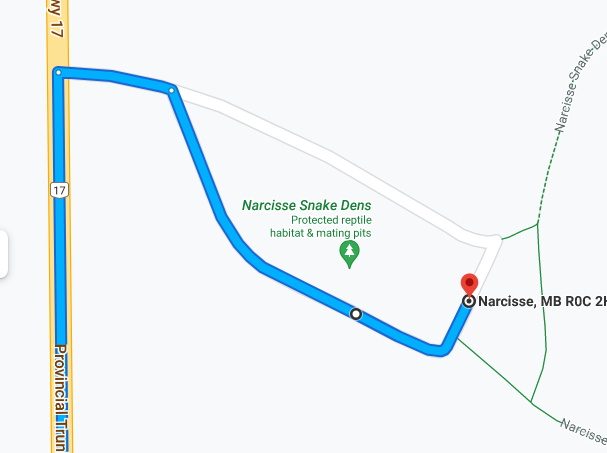 wy 17
Narcisse-Snake-Den
17
Narcisse Snake Dens
Protected reptile
habitat & mating pits
Narcisse, MB R0C 2H
Provincial Trun
Narcisse